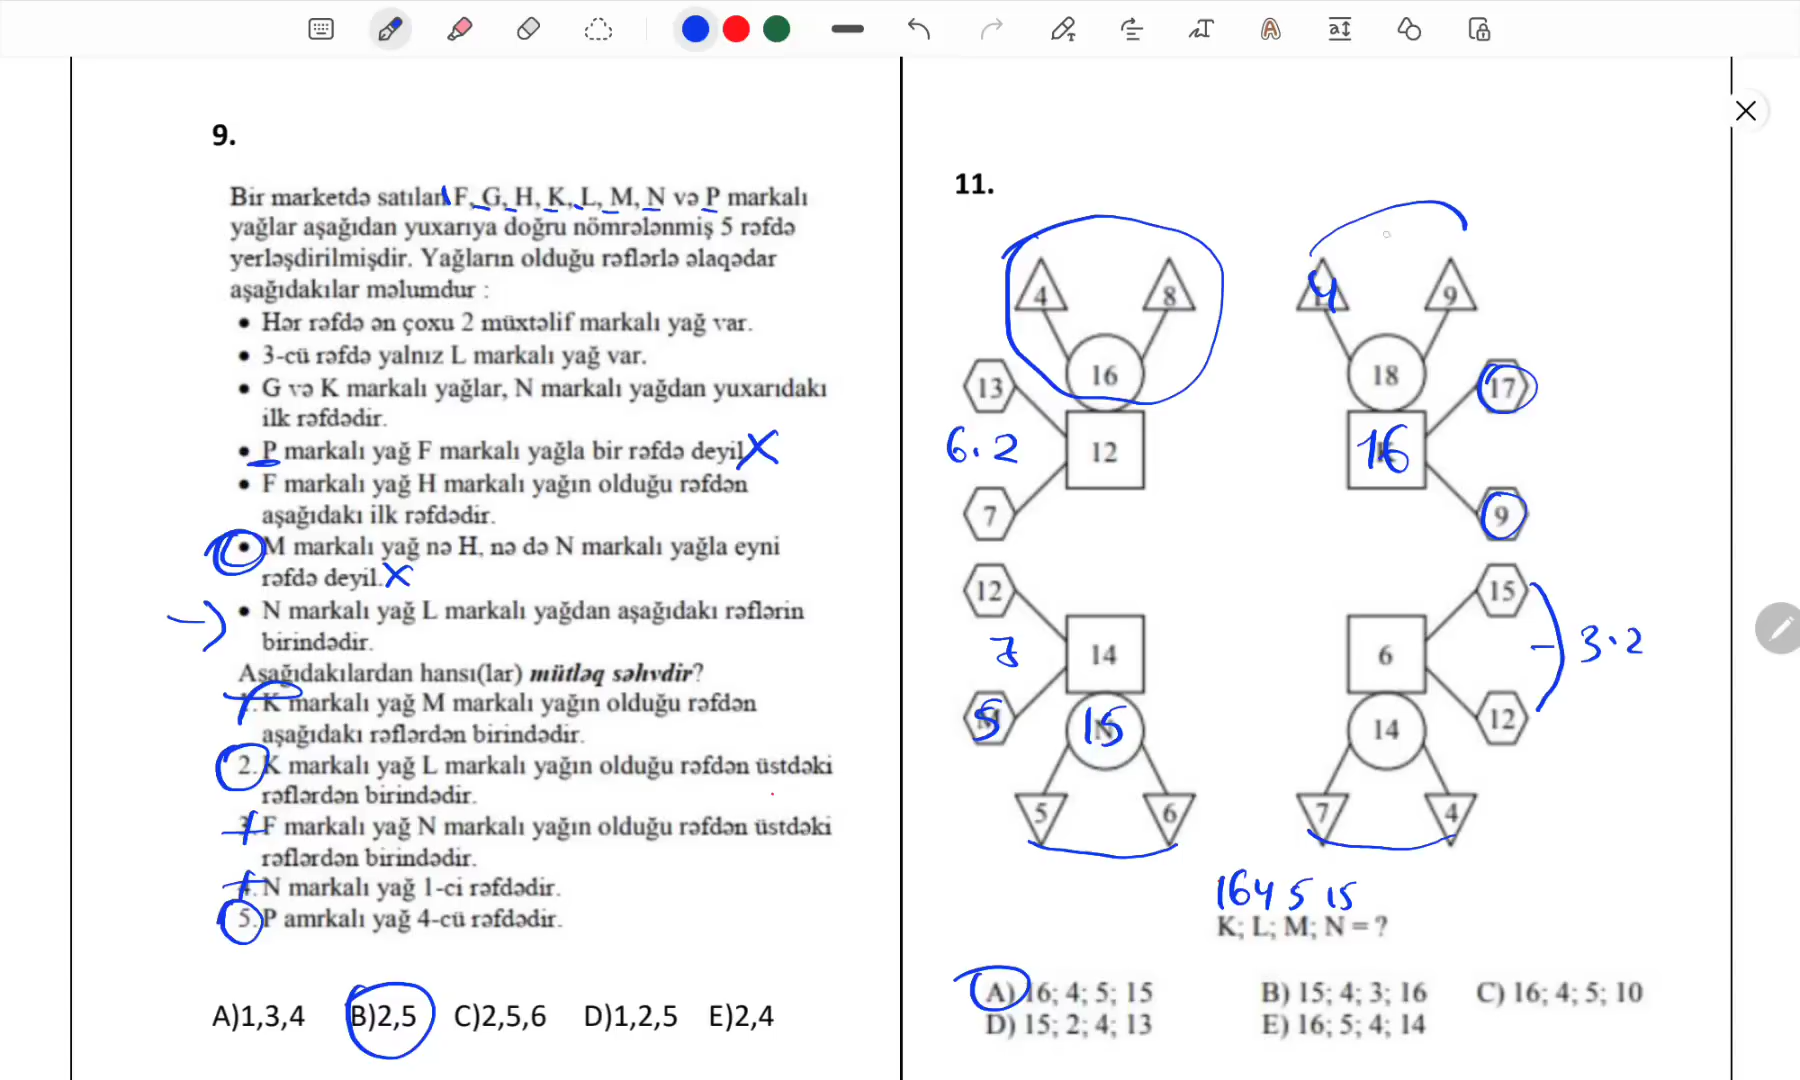 9.
Bir marketdə satılan F, G, H, K, L, M, N və P markalı
yağlar aşağıdan yuxarıya doğru nömrələnmiş 5 rəfdə
yerləşdirilmişdir. Yağların olduğu rəflərlə əlaqədar
aşağıdakılar məlumdur :
• Hər rəfdə ən çoxu 2 müxtəlif markalı yağ var.
• 3-cü rəfdə yalnız L markalı yağ var.
• G və K markalı yağlar, N markalı yağdan yuxarıdakı
ilk rəfdədir.
• P markalı yağ F markalı yağla bir rəfdə deyil.
• F markalı yağ H markalı yağın olduğu rəfdən
aşağıdakı ilk rəfdədir.
• M markalı yağ nə H, nə də N markalı yağla eyni
rəfdə deyil.
• N markalı yağ L markalı yağdan aşağıdakı rəflərin
birindədir.
Aşağıdakılardan hansı(lar) mütləq səhvdir?
1. K markalı yağ M markalı yağın olduğu rəfdən
aşağıdakı rəflərdən birindədir.
2. K markalı yağ L markalı yağın olduğu rəfdən üstdəki
rəflərdən birindədir.
3. F markalı yağ N markalı yağın olduğu rəfdən üstdəki
rəflərdən birindədir.
4. N markalı yağ 1-ci rəfdədir.
5. P amrkalı yağ 4-cü rəfdədir.
A)1,3,4 B)2,5 C)2,5,6 D)1,2,5 E)2,4
11.
4 8
16
13
6.2 12
7
4 9
18
17
16
9
12
7 14
5 15
5 6
15
6 3.2
12
14
7 4
16 4 5 15
K; L; M; N = ?
A) 16; 4; 5; 15 B) 15; 4; 3; 16 C) 16; 4; 5; 10
D) 15; 2; 4; 13 E) 16; 5; 4; 14